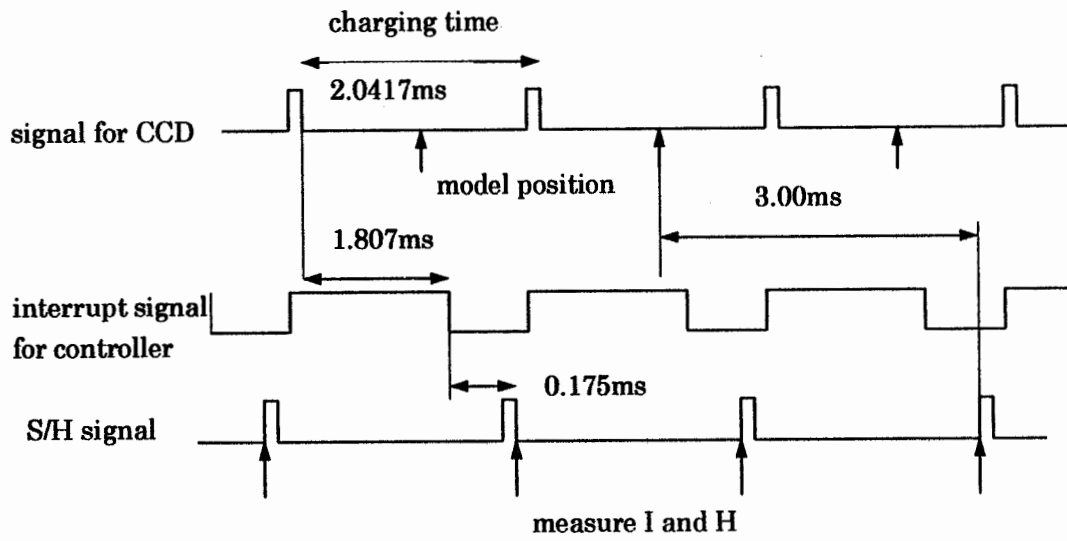 charging time
2.0417ms
signal for CCD
model position
3.00ms
1.807ms
interrupt signal
for controller
0.175ms
S/H signal
measure I and H